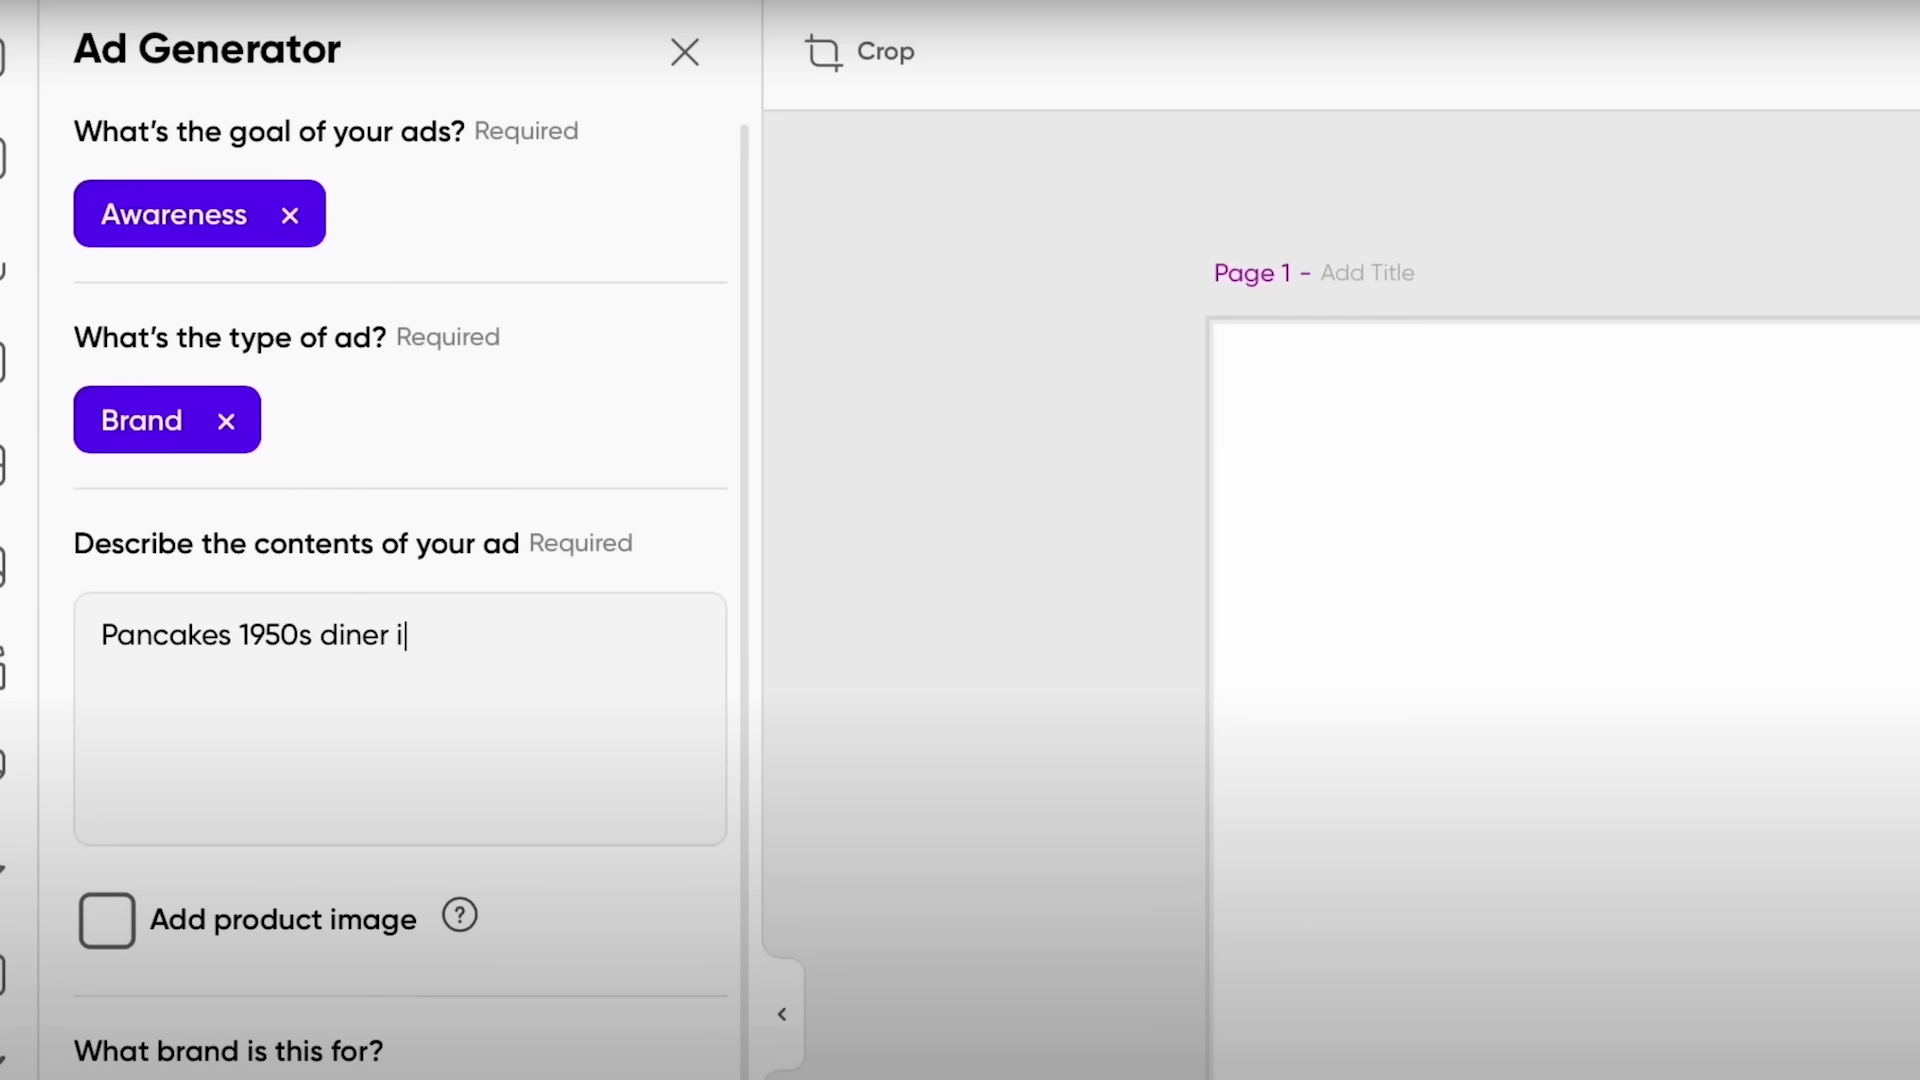 Ad Generator
Crop
What's the goal of your ads? Required
Awareness ×
Page 1 - Add Title
What's the type of ad? Required
Brand ×
Describe the contents of your ad Required
Pancakes 1950s diner i
Add product image ?
What brand is this for?